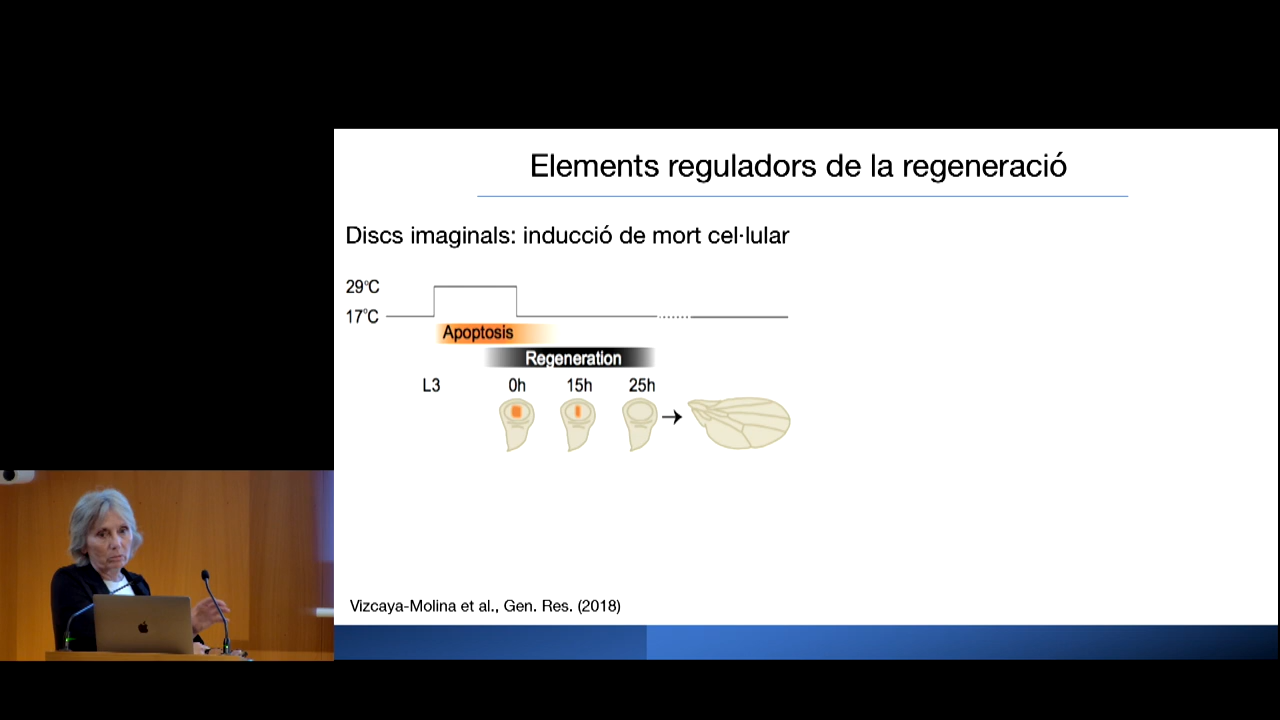 Elements reguladors de la regeneració
Discs imaginals: inducció de mort cel·lular
29°C
17°C
Apoptosis
Regeneration
L3 0h 15h 25h
Vizcaya-Molina et al., Gen. Res. (2018)